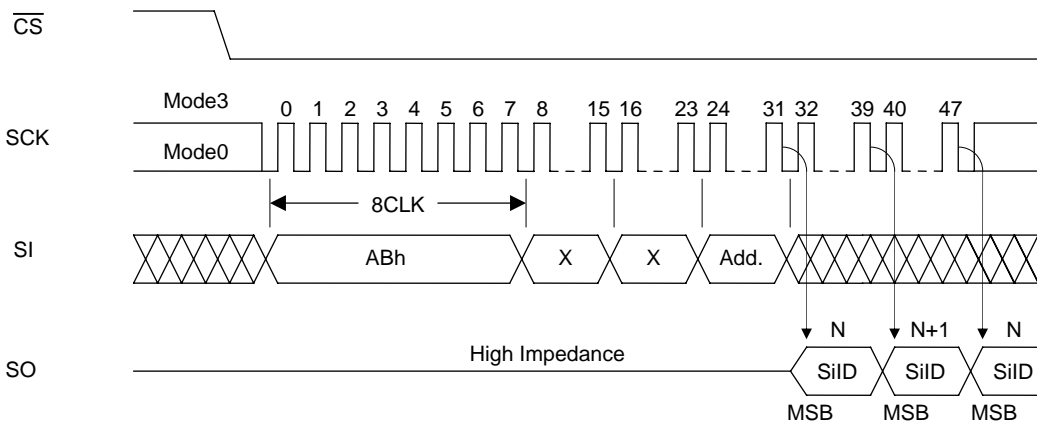 CS
Mode3
0 1 2 3 4 5 6 7 8 15 16 23 24 31 32 39 40 47
SCK
Mode0
8CLK
SI
ABh X X Add.
N N+1 N
High Impedance
SO
SiID SiID SiID
MSB MSB MSB